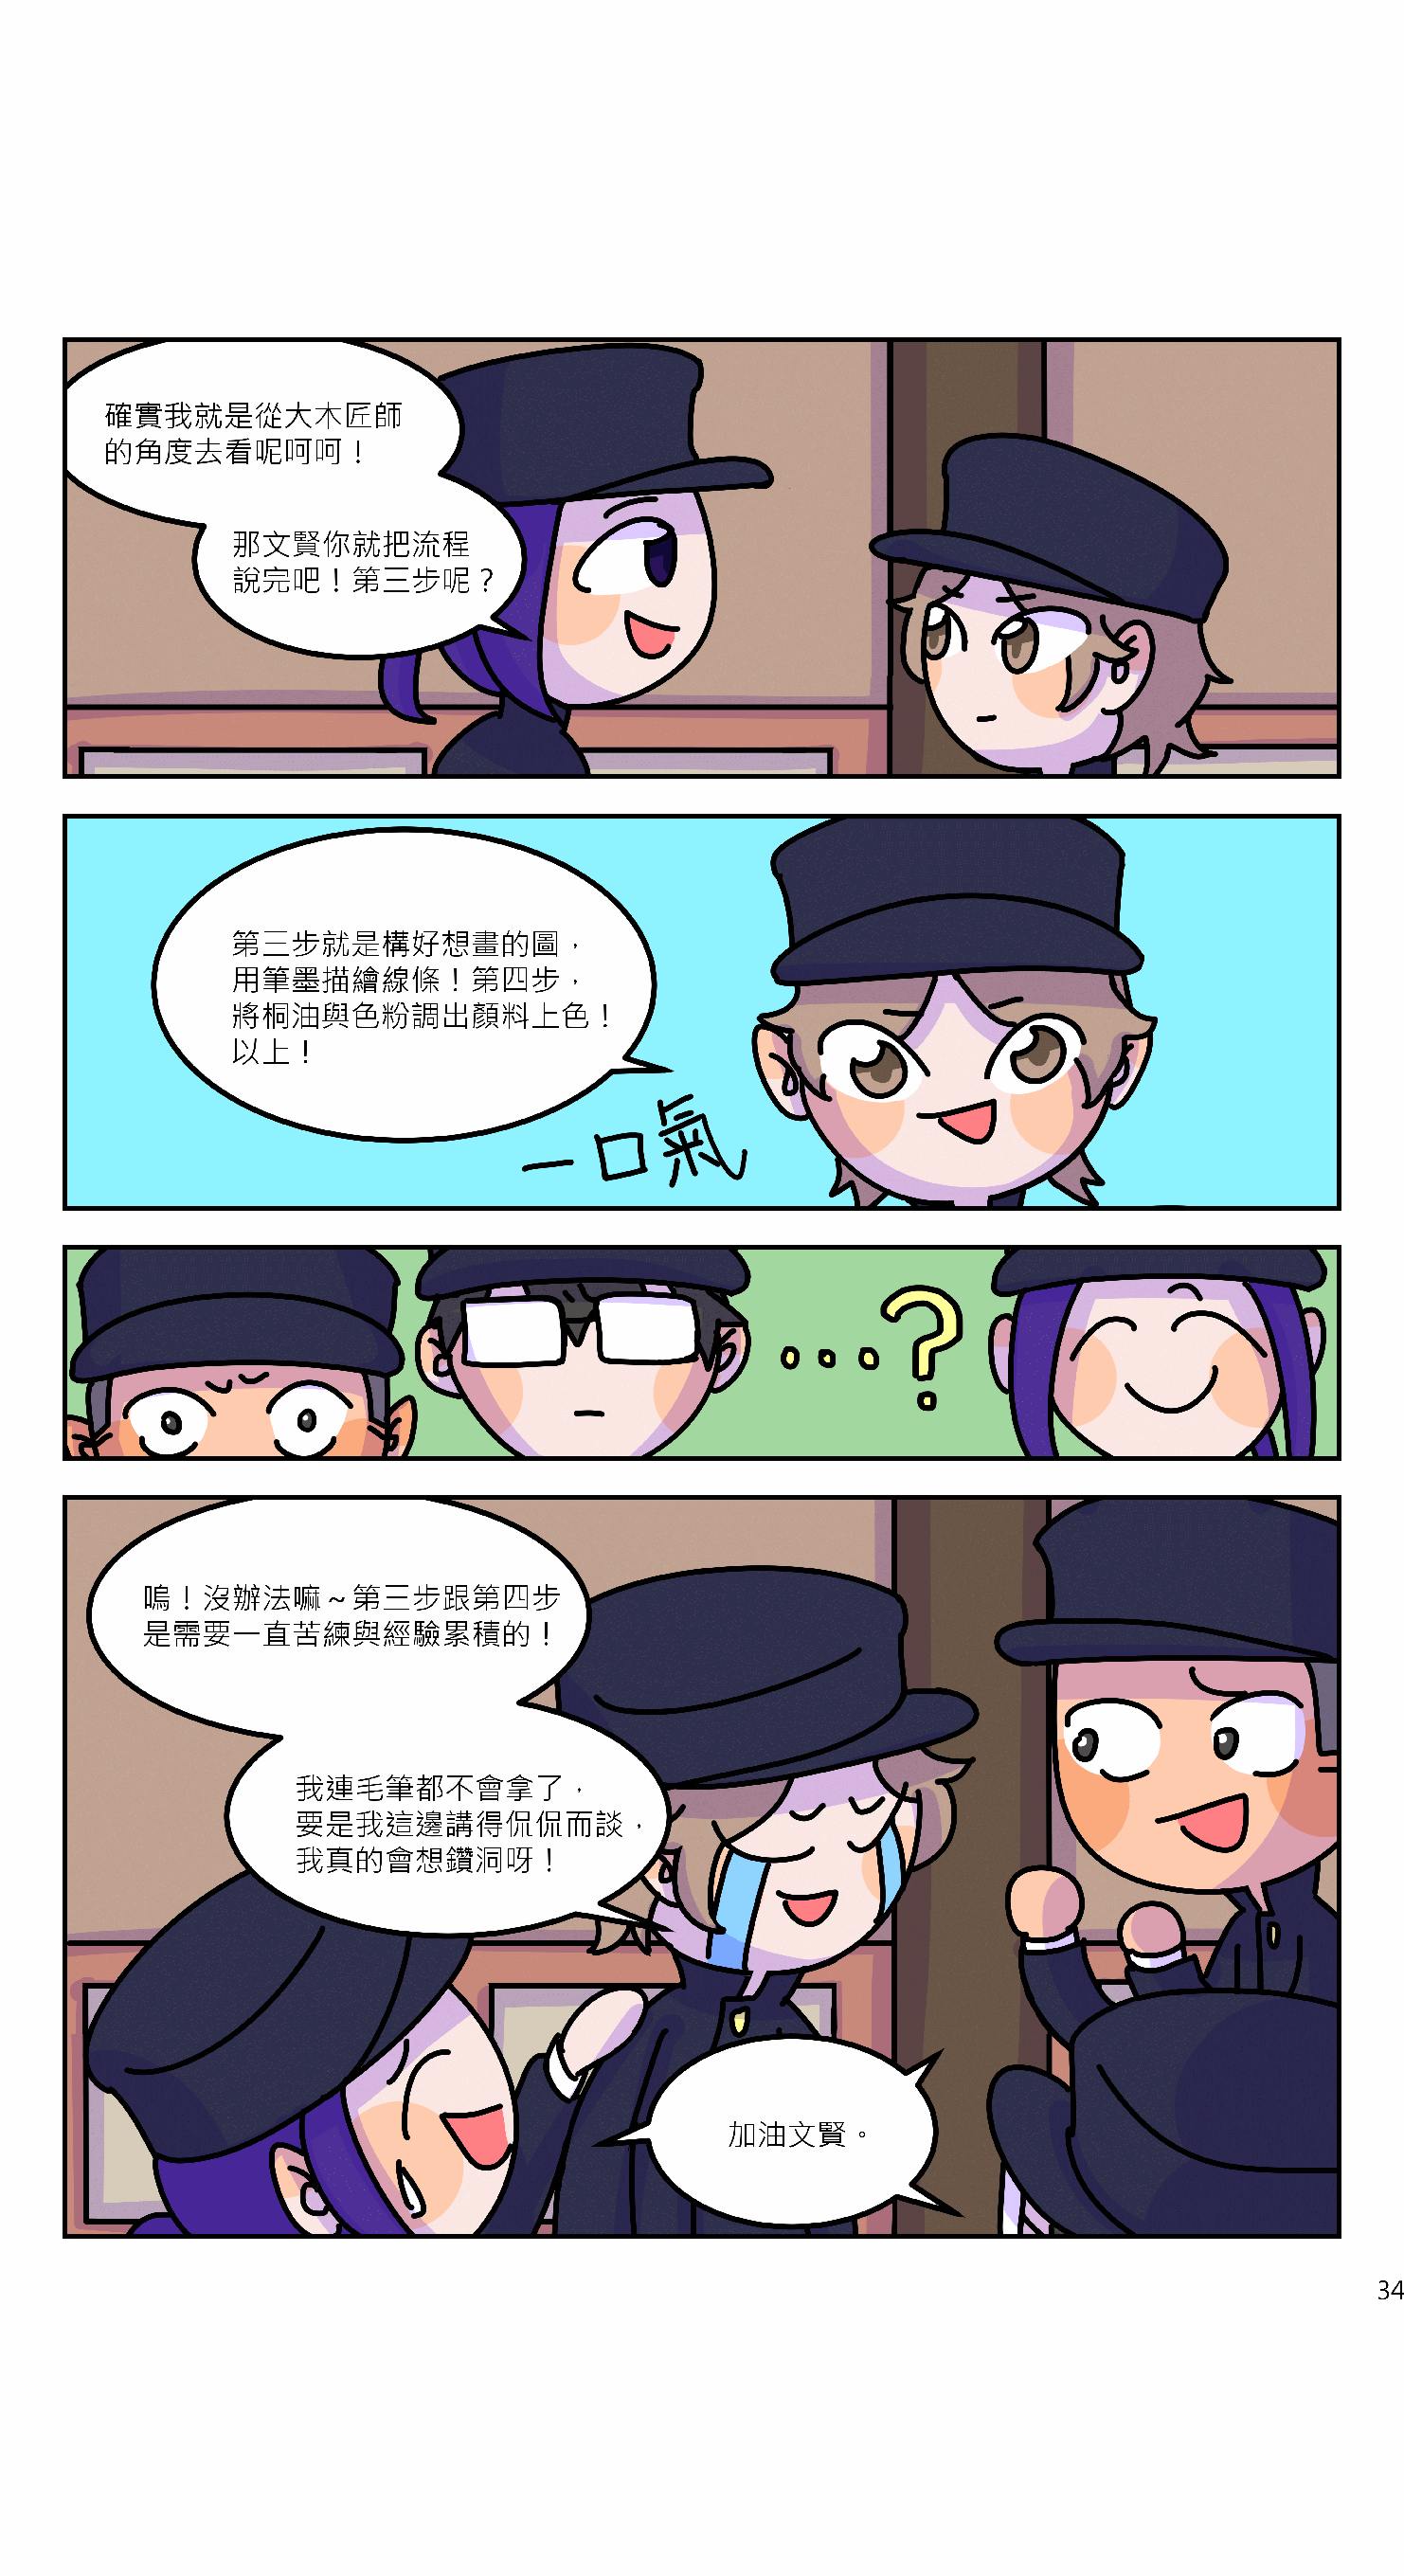 確實我就是從大木匠師
的角度去看呢呵呵！
那文賢你就把流程
說完吧！第三步呢？
第三步就是構好想畫的圖，
用筆墨描繪線條！第四步，
將桐油與色粉調出顏料上色！
以上！
一口氣
...?
嗚！沒辦法嘛～第三步跟第四步
是需要一直苦練與經驗累積的！
我連毛筆都不會拿了，
要是我這邊講得侃侃而談，
我真的會想鑽洞呀！
加油文賢。
34